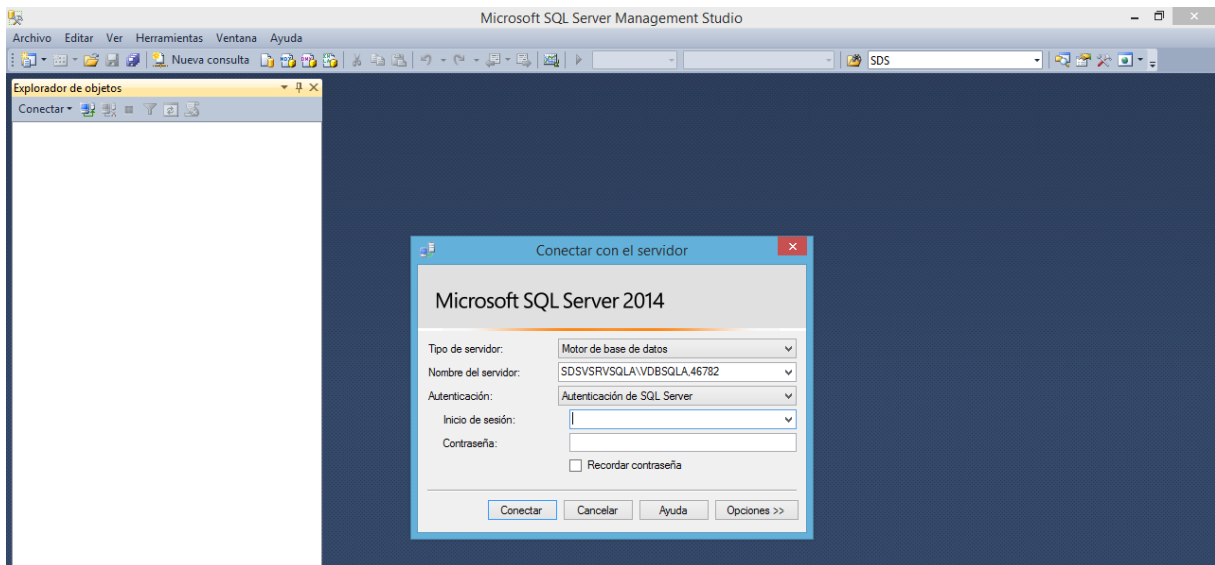 Microsoft SQL Server Management Studio
Archivo Editar Ver Herramientas Ventana Ayuda
Nueva consulta SDS
Explorador de objetos
Conectar
Conectar con el servidor
Microsoft SQL Server 2014
Tipo de servidor: Motor de base de datos
Nombre del servidor: SDSVSRVSQLA\VDBSQLA,46782
Autenticación: Autenticación de SQL Server
Inicio de sesión:
Contraseña:
Recordar contraseña
Conectar Cancelar Ayuda Opciones >>